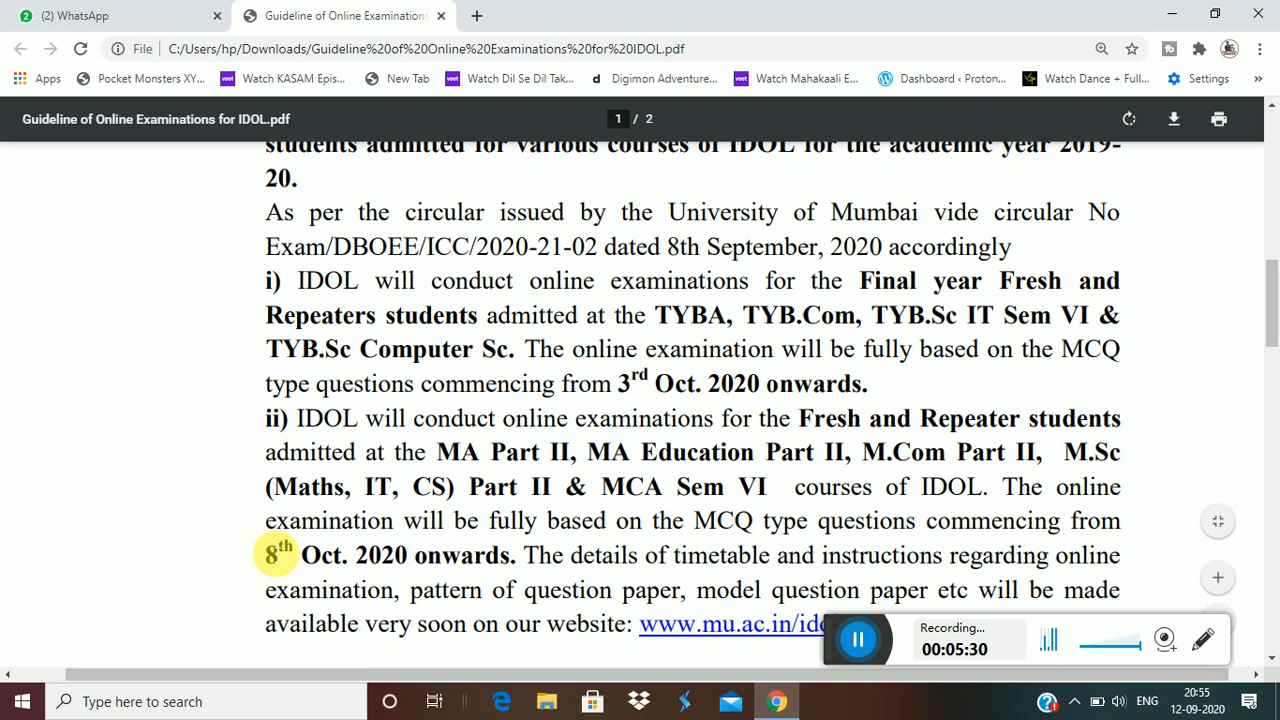 (2) WhatsApp
Guideline of Online Examinations
File
C:/Users/hp/Downloads/Guideline%20of%20Online%20Examinations%20for%20IDOL.pdf
Apps
Pocket Monsters XY...
voot
Watch KASAM Epis...
New Tab
voot
Watch Dil Se Dil Tak...
d
Digimon Adventure...
voot
Watch Mahakaali E...
Dashboard ‹ Proton...
Watch Dance + Full...
Settings
»
Guideline of Online Examinations for IDOL.pdf
1 / 2
students admitted for various courses of IDOL for the academic year 2019-
20.
As per the circular issued by the University of Mumbai vide circular No
Exam/DBOEE/ICC/2020-21-02 dated 8th September, 2020 accordingly
i) IDOL will conduct online examinations for the Final year Fresh and
Repeaters students admitted at the TYBA, TYB.Com, TYB.Sc IT Sem VI &
TYB.Sc Computer Sc. The online examination will be fully based on the MCQ
type questions commencing from 3rd Oct. 2020 onwards.
ii) IDOL will conduct online examinations for the Fresh and Repeater students
admitted at the MA Part II, MA Education Part II, M.Com Part II, M.Sc
(Maths, IT, CS) Part II & MCA Sem VI courses of IDOL. The online
examination will be fully based on the MCQ type questions commencing from
8th Oct. 2020 onwards. The details of timetable and instructions regarding online
examination, pattern of question paper, model question paper etc will be made
available very soon on our website: www.mu.ac.in/ido
Recording...
00:05:30
Type here to search
ENG
20:55
12-09-2020